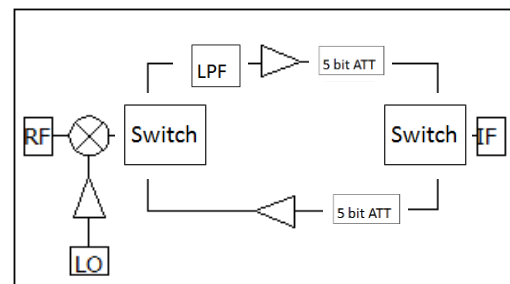 LPF
5 bit ATT
RF
Switch
Switch
IF
5 bit ATT
LO